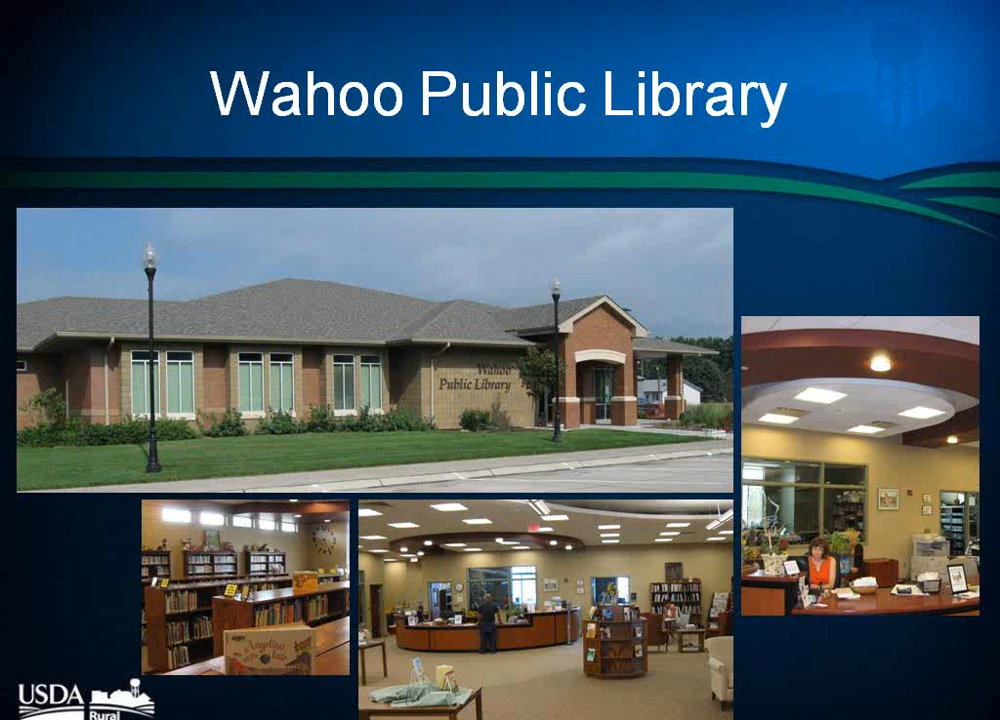 Wahoo Public Library
Wahoo
Public Library
Angelina
USDA
Rural